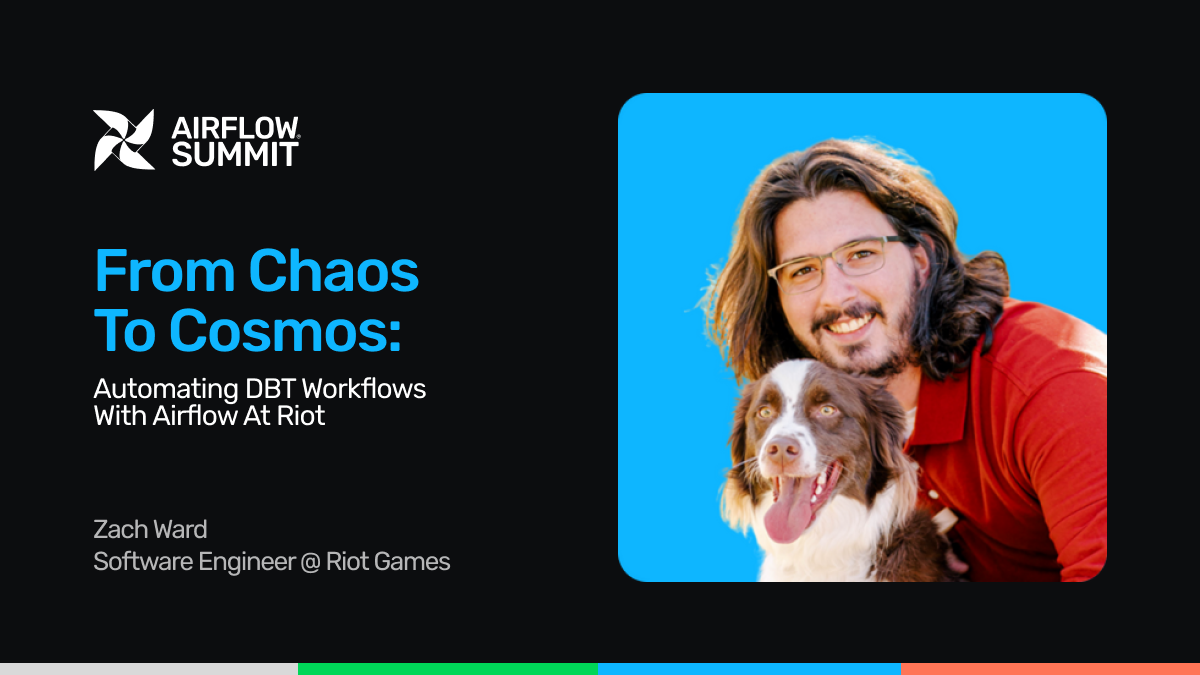 AIRFLOW
SUMMIT
From Chaos
To Cosmos:
Automating DBT Workflows
With Airflow At Riot
Zach Ward
Software Engineer @ Riot Games